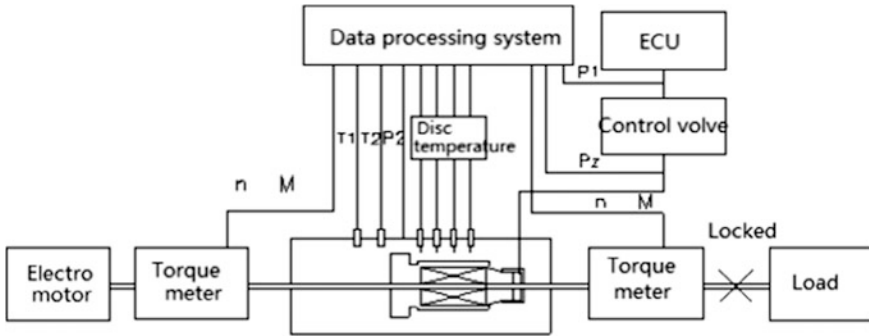 Data processing system
ECU
P1
Control volve
T1
T2
P2
Disc
temperature
Pz
n M
n M
Locked
Electro
motor
Torque
meter
Torque
meter
Load